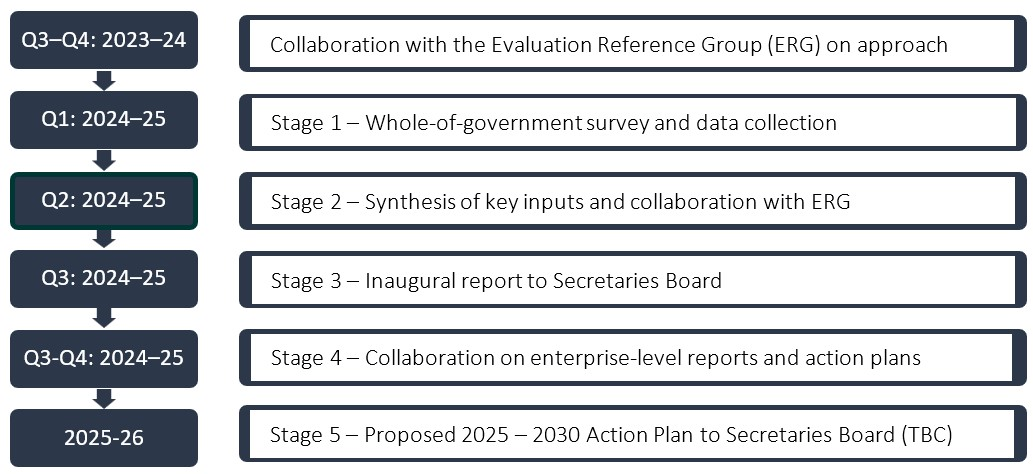 Q3–Q4: 2023–24
Collaboration with the Evaluation Reference Group (ERG) on approach
Q1: 2024–25
Stage 1 – Whole-of-government survey and data collection
Q2: 2024–25
Stage 2 – Synthesis of key inputs and collaboration with ERG
Q3: 2024–25
Stage 3 – Inaugural report to Secretaries Board
Q3-Q4: 2024–25
Stage 4 – Collaboration on enterprise-level reports and action plans
2025-26
Stage 5 – Proposed 2025 – 2030 Action Plan to Secretaries Board (TBC)